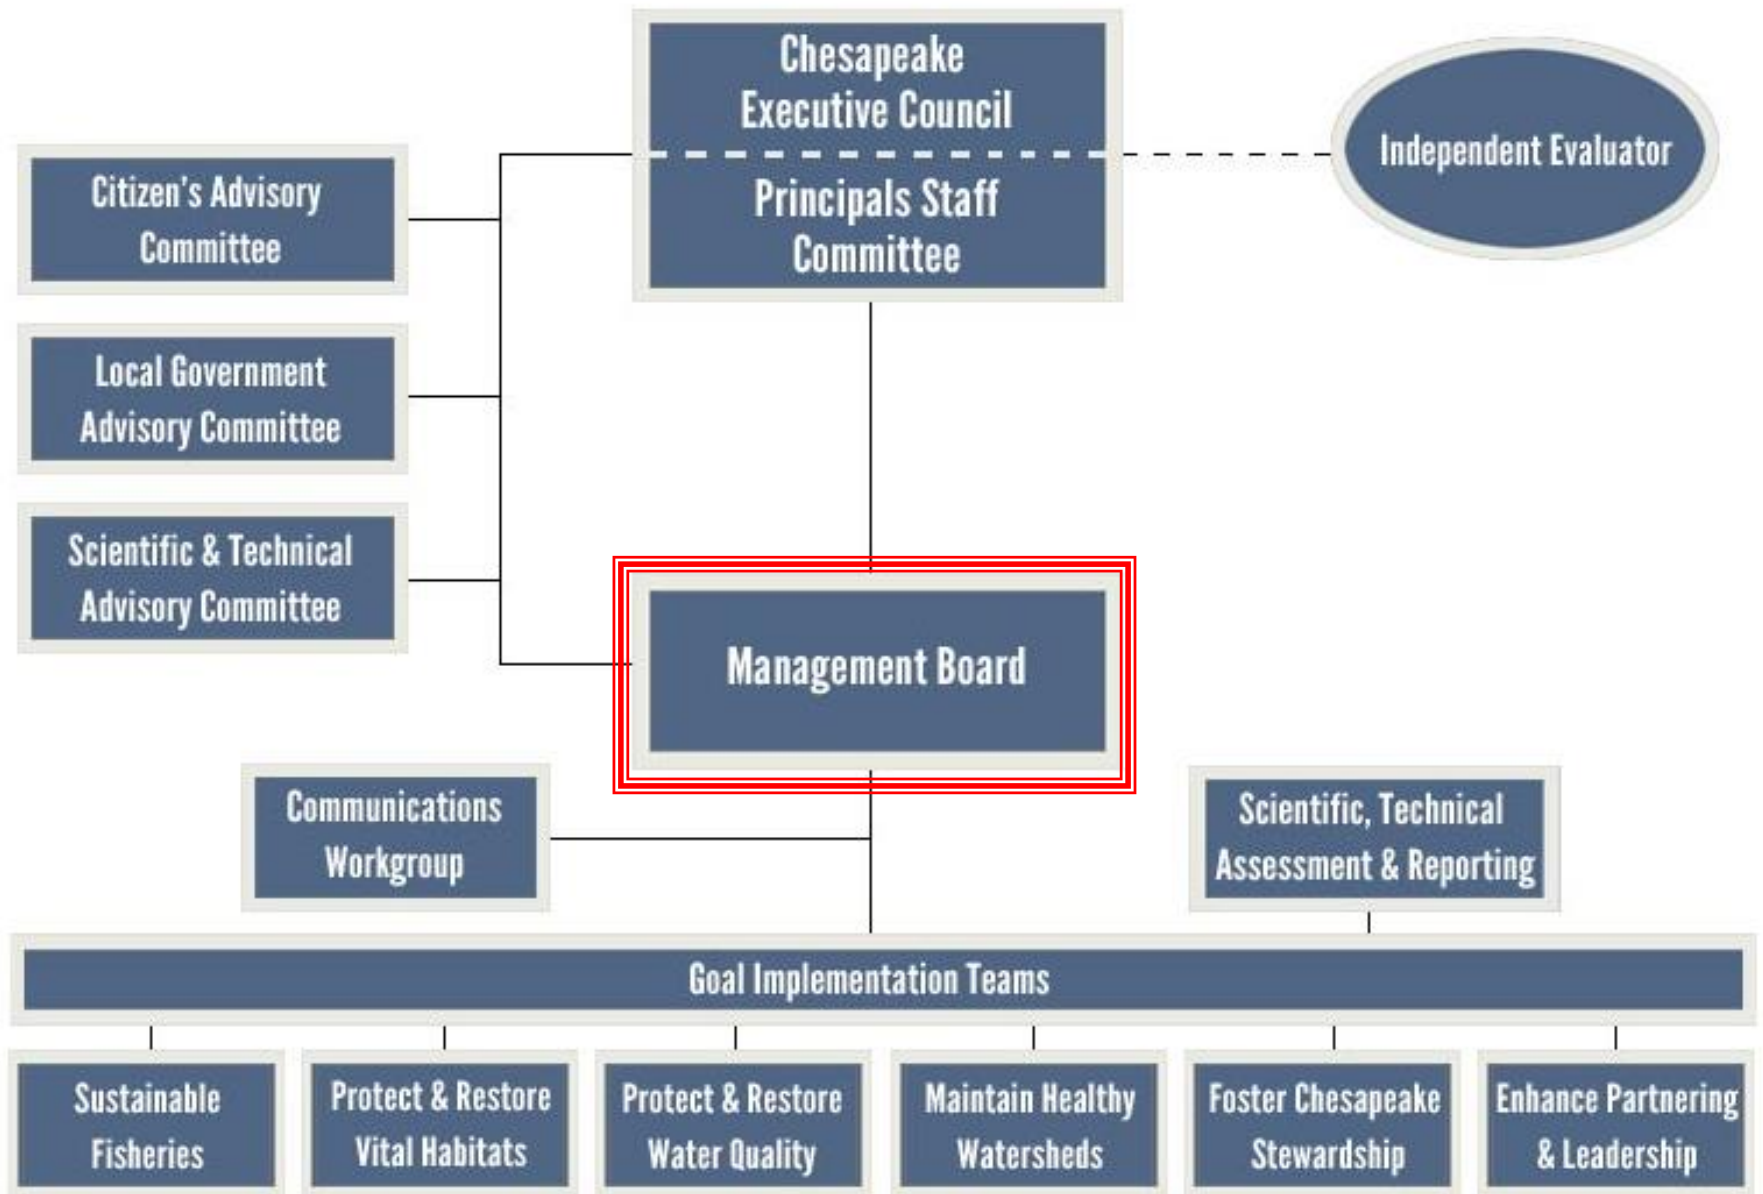 Chesapeake
Executive Council
Principals Staff
Committee
Independent Evaluator
Citizen's Advisory
Committee
Local Government
Advisory Committee
Scientific & Technical
Advisory Committee
Management Board
Communications
Workgroup
Scientific, Technical
Assessment & Reporting
Goal Implementation Teams
Sustainable
Fisheries
Protect & Restore
Vital Habitats
Protect & Restore
Water Quality
Maintain Healthy
Watersheds
Foster Chesapeake
Stewardship
Enhance Partnering
& Leadership